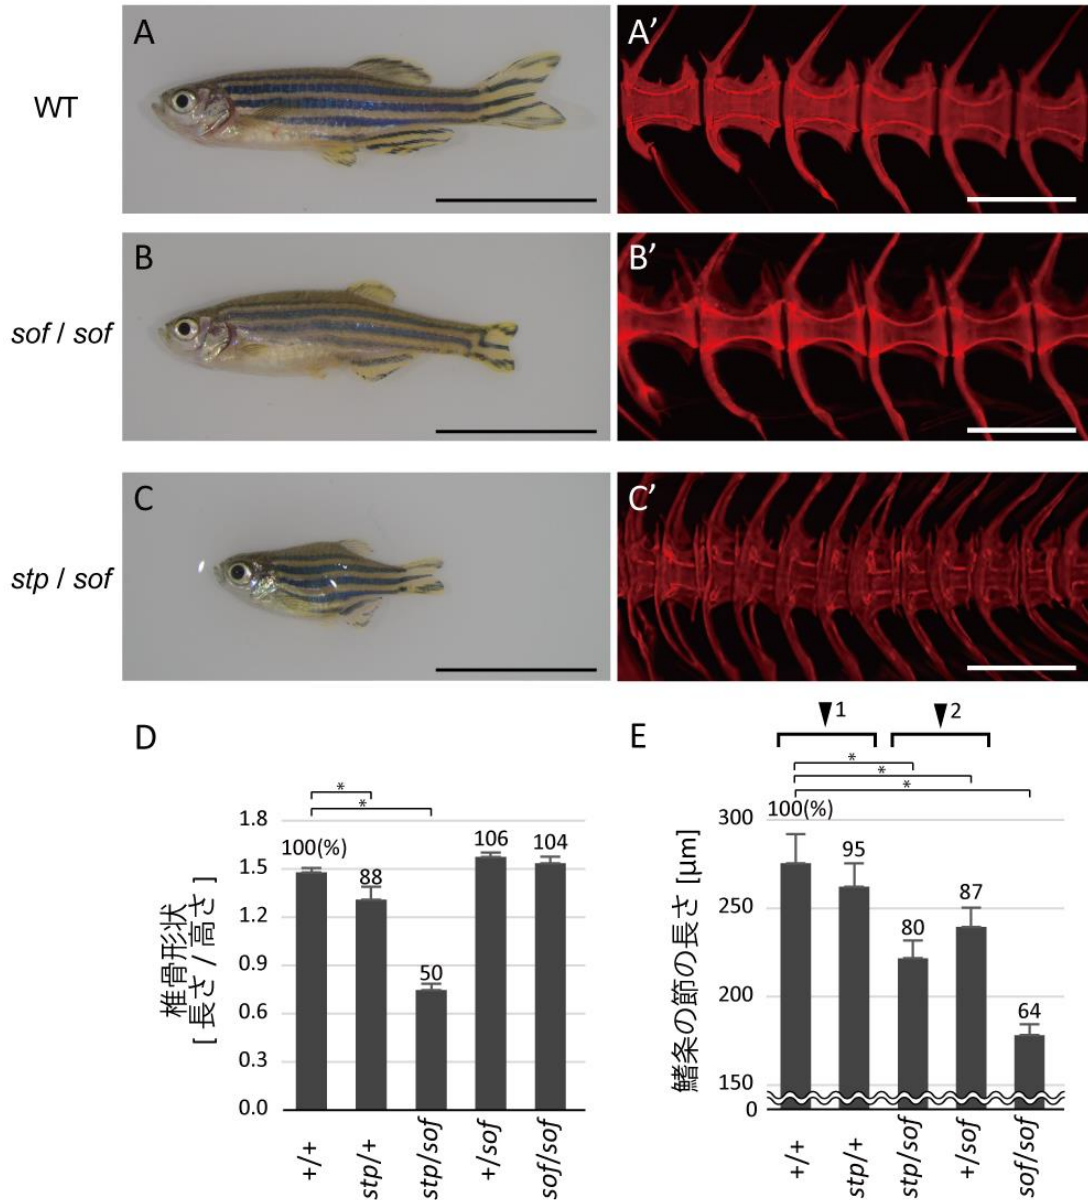 A
A’
WT
B
B’
sof / sof
C
C’
stp / sof
D
椎骨形状
[ 長さ / 高さ ]
1.8
1.5
1.2
0.9
0.6
0.3
0.0
*
*
100(%)
88
50
106
104
+/+
stp/+
stp/sof
+/sof
sof/sof
E
1
2
鰭条の節の長さ [µm]
300
250
200
150
0
*
*
*
100(%)
95
80
87
64
+/+
stp/+
stp/sof
+/sof
sof/sof